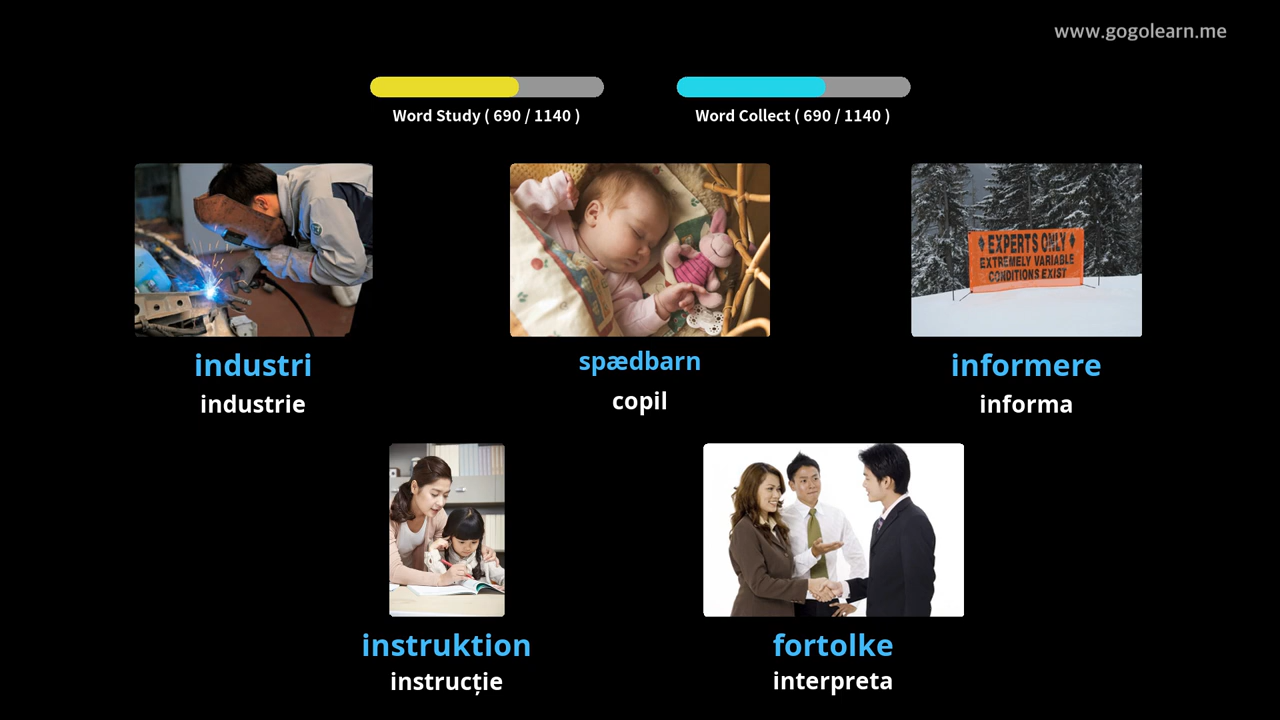 www.gogolearn.me
Word Study ( 690 / 1140 )
Word Collect ( 690 / 1140 )
EXPERTS ONLY
EXTREMELY VARIABLE
CONDITIONS EXIST
industri
industrie
spædbarn
copil
informere
informa
instruktion
instrucție
fortolke
interpreta